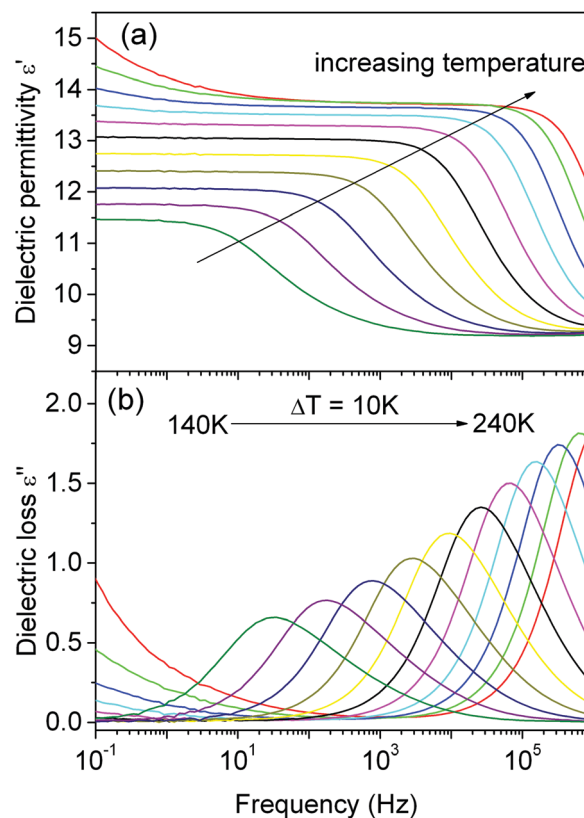 (a)
increasing temperature
15
14
13
12
11
10
9
Dielectric permittivity ε'
(b)
ΔT = 10K
140K
240K
2.0
1.5
1.0
0.5
0.0
Dielectric loss ε"
10⁻¹ 10¹ 10³ 10⁵
Frequency (Hz)